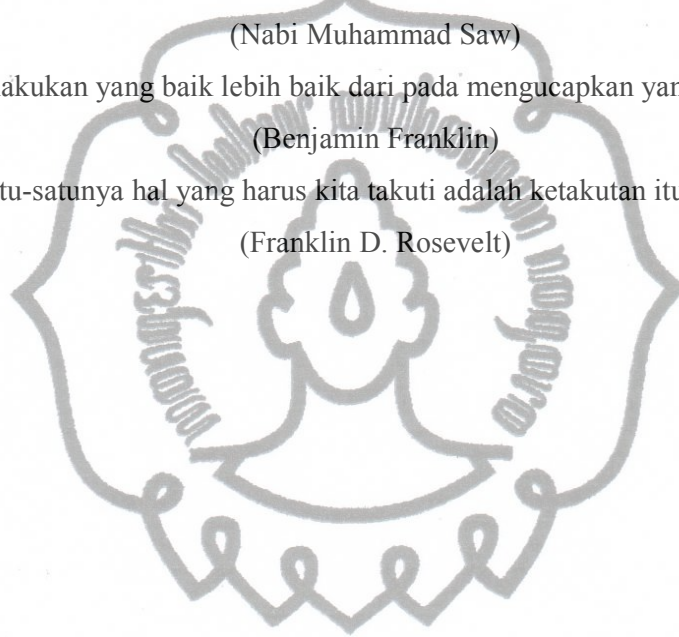 (Nabi Muhammad Saw)
akukan yang baik lebih baik dari pada mengucapkan yan
(Benjamin Franklin)
tu-satunya hal yang harus kita takuti adalah ketakutan itu
(Franklin D. Rosevelt)